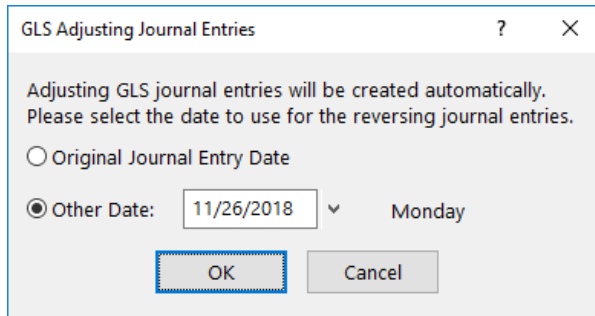 GLS Adjusting Journal Entries ?
Adjusting GLS journal entries will be created automatically.
Please select the date to use for the reversing journal entries.
Original Journal Entry Date
Other Date: 11/26/2018 Monday
OK Cancel